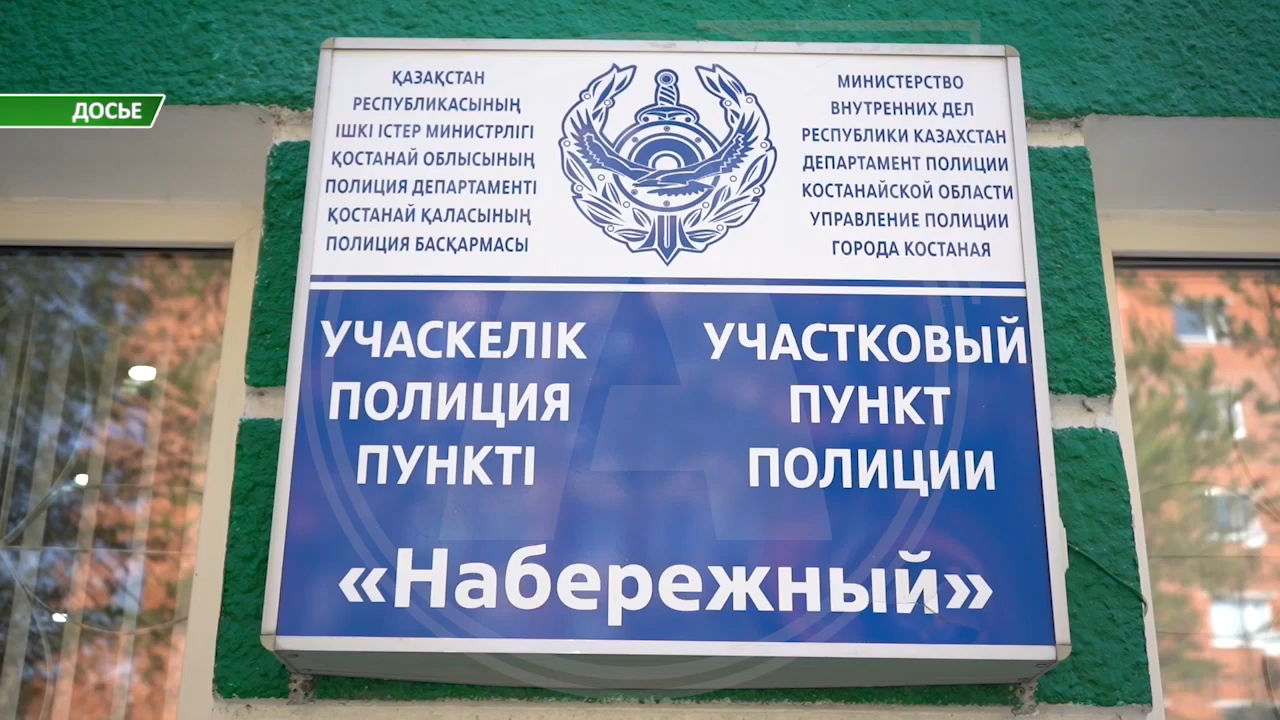 ДОСЬЕ
ҚАЗАҚСТАН
РЕСПУБЛИКАСЫНЫҢ
ІШКІ ІСТЕР МИНИСТРЛІГІ
ҚОСТАНАЙ ОБЛЫСЫНЫҢ
ПОЛИЦИЯ ДЕПАРТАМЕНТІ
ҚОСТАНАЙ ҚАЛАСЫНЫҢ
ПОЛИЦИЯ БАСҚАРМАСЫ
МИНИСТЕРСТВО
ВНУТРЕННИХ ДЕЛ
РЕСПУБЛИКИ КАЗАХСТАН
ДЕПАРТАМЕНТ ПОЛИЦИИ
КОСТАНАЙСКОЙ ОБЛАСТИ
УПРАВЛЕНИЕ ПОЛИЦИИ
ГОРОДА КОСТАНАЯ
УЧАСКЕЛІК
ПОЛИЦИЯ
ПУНКТІ
УЧАСТКОВЫЙ
ПУНКТ
ПОЛИЦИИ
«Набережный»